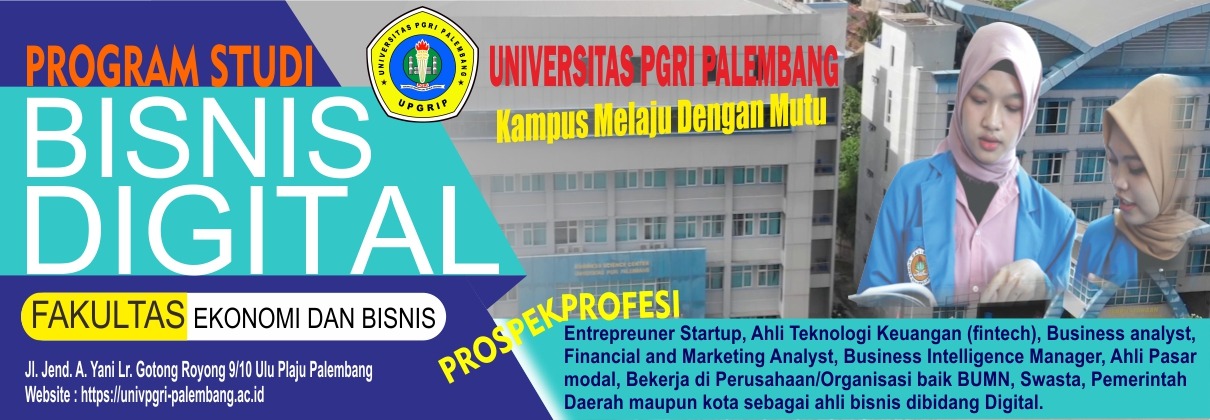 PROGRAM STUDI
BISNIS
DIGITAL
FAKULTAS EKONOMI DAN BISNIS
Jl. Jend. A. Yani Lr. Gotong Royong 9/10 Ulu Plaju Palembang
Website : https://univpgri-palembang.ac.id
UNIVERSITAS PGRI PALEMBANG
UPGRIP
UNIVERSITAS PGRI PALEMBANG
Kampus Melaju Dengan Mutu
PROSPEK PROFESI
Entrepreuner Startup, Ahli Teknologi Keuangan (fintech), Business analyst,
Financial and Marketing Analyst, Business Intelligence Manager, Ahli Pasar
modal, Bekerja di Perusahaan/Organisasi baik BUMN, Swasta, Pemerintah
Daerah maupun kota sebagai ahli bisnis dibidang Digital.